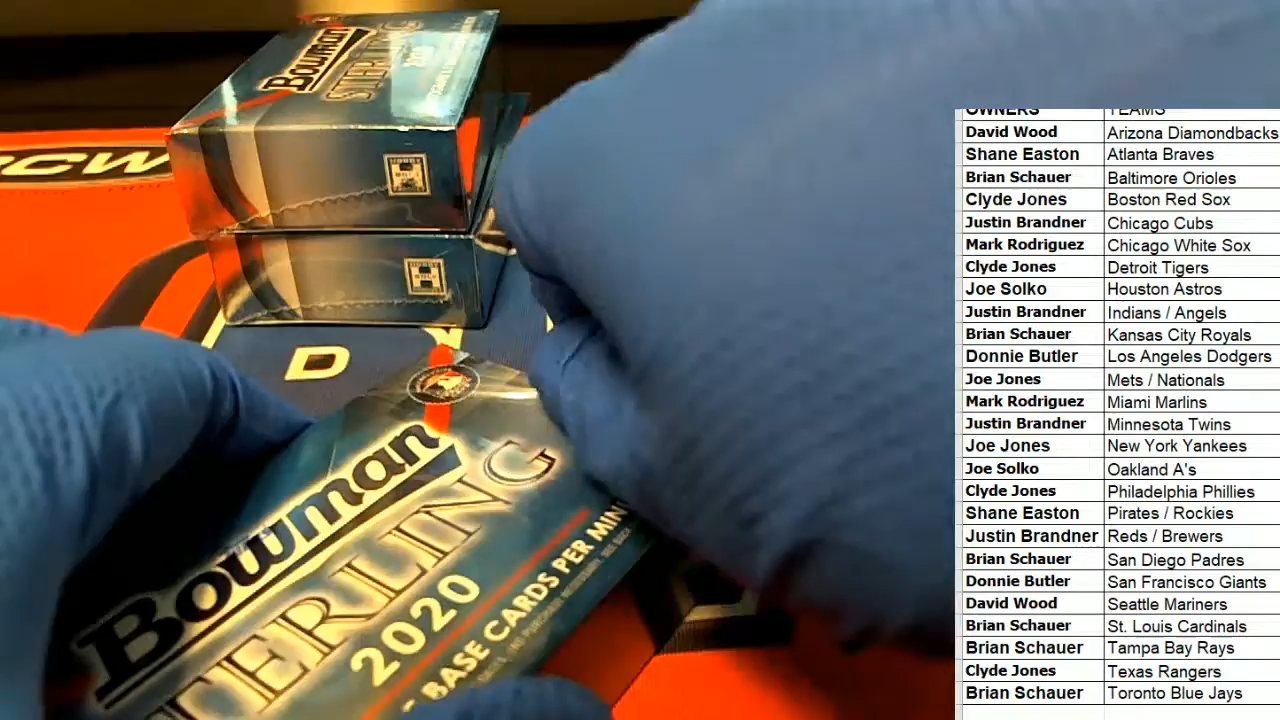 Bowman
STERLING
HOBBY
ONLY
RCW
D
Bowman
STERLING
2020
BASE CARDS PER MINI
OWNERS TEAMS
David Wood Arizona Diamondbacks
Shane Easton Atlanta Braves
Brian Schauer Baltimore Orioles
Clyde Jones Boston Red Sox
Justin Brandner Chicago Cubs
Mark Rodriguez Chicago White Sox
Clyde Jones Detroit Tigers
Joe Solko Houston Astros
Justin Brandner Indians / Angels
Brian Schauer Kansas City Royals
Donnie Butler Los Angeles Dodgers
Joe Jones Mets / Nationals
Mark Rodriguez Miami Marlins
Justin Brandner Minnesota Twins
Joe Jones New York Yankees
Joe Solko Oakland A's
Clyde Jones Philadelphia Phillies
Shane Easton Pirates / Rockies
Justin Brandner Reds / Brewers
Brian Schauer San Diego Padres
Donnie Butler San Francisco Giants
David Wood Seattle Mariners
Brian Schauer St. Louis Cardinals
Brian Schauer Tampa Bay Rays
Clyde Jones Texas Rangers
Brian Schauer Toronto Blue Jays